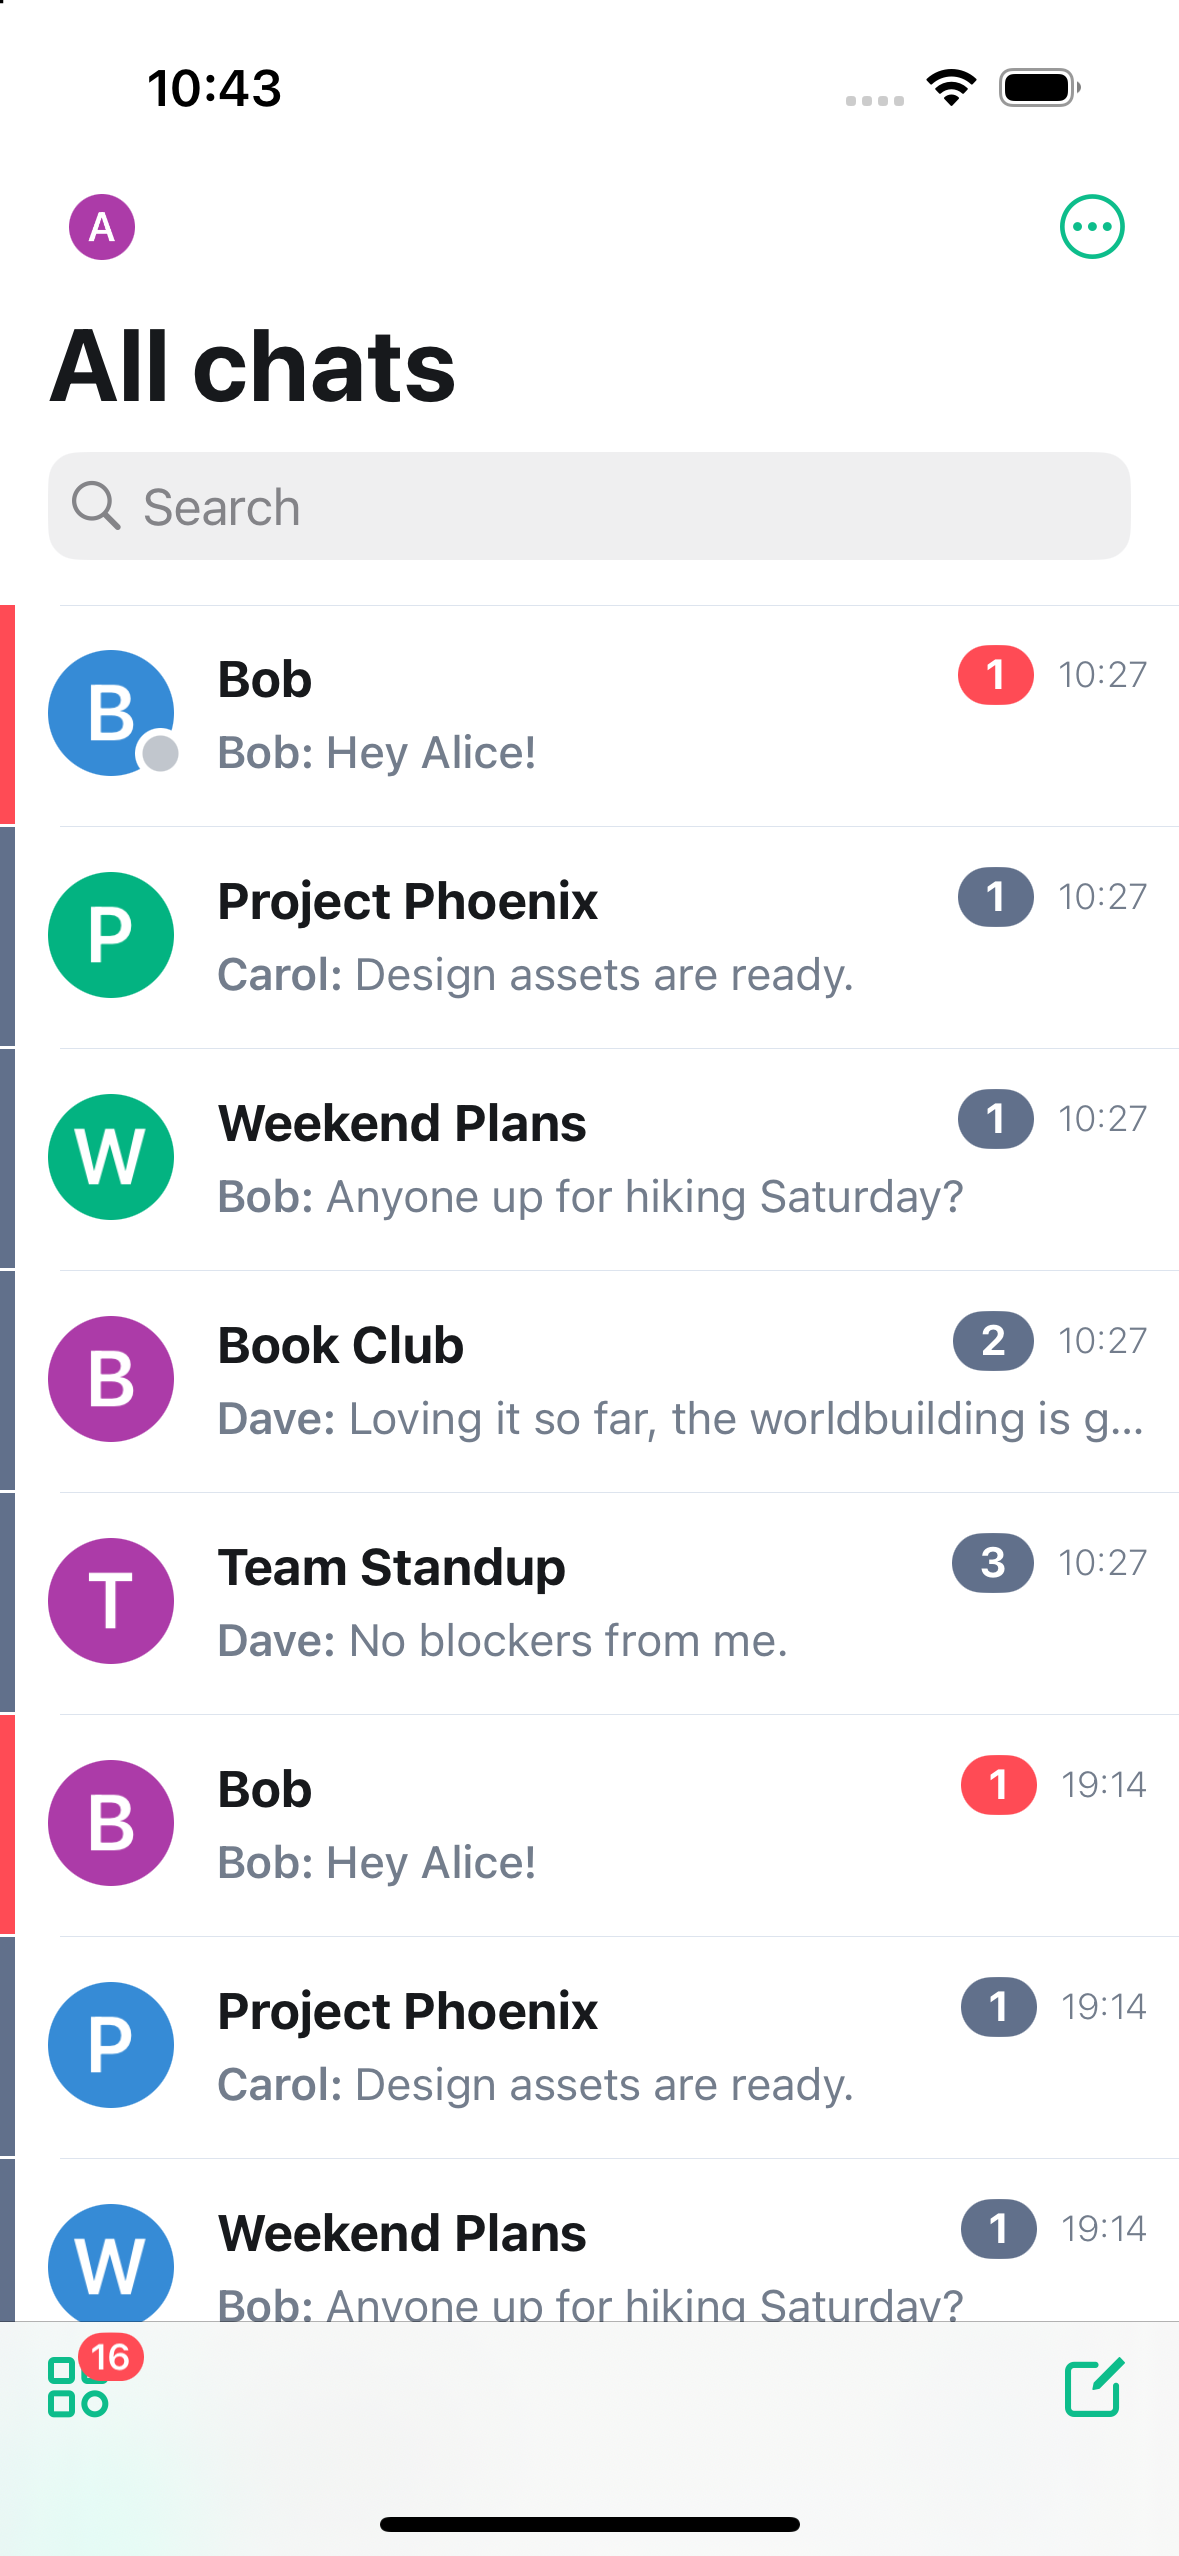 10:43
A
All chats
Search
B
Bob
1
10:27
Bob: Hey Alice!
P
Project Phoenix
1
10:27
Carol: Design assets are ready.
W
Weekend Plans
1
10:27
Bob: Anyone up for hiking Saturday?
B
Book Club
2
10:27
Dave: Loving it so far, the worldbuilding is g...
T
Team Standup
3
10:27
Dave: No blockers from me.
B
Bob
1
19:14
Bob: Hey Alice!
P
Project Phoenix
1
19:14
Carol: Design assets are ready.
W
Weekend Plans
1
19:14
Bob: Anyone up for hiking Saturday?
16